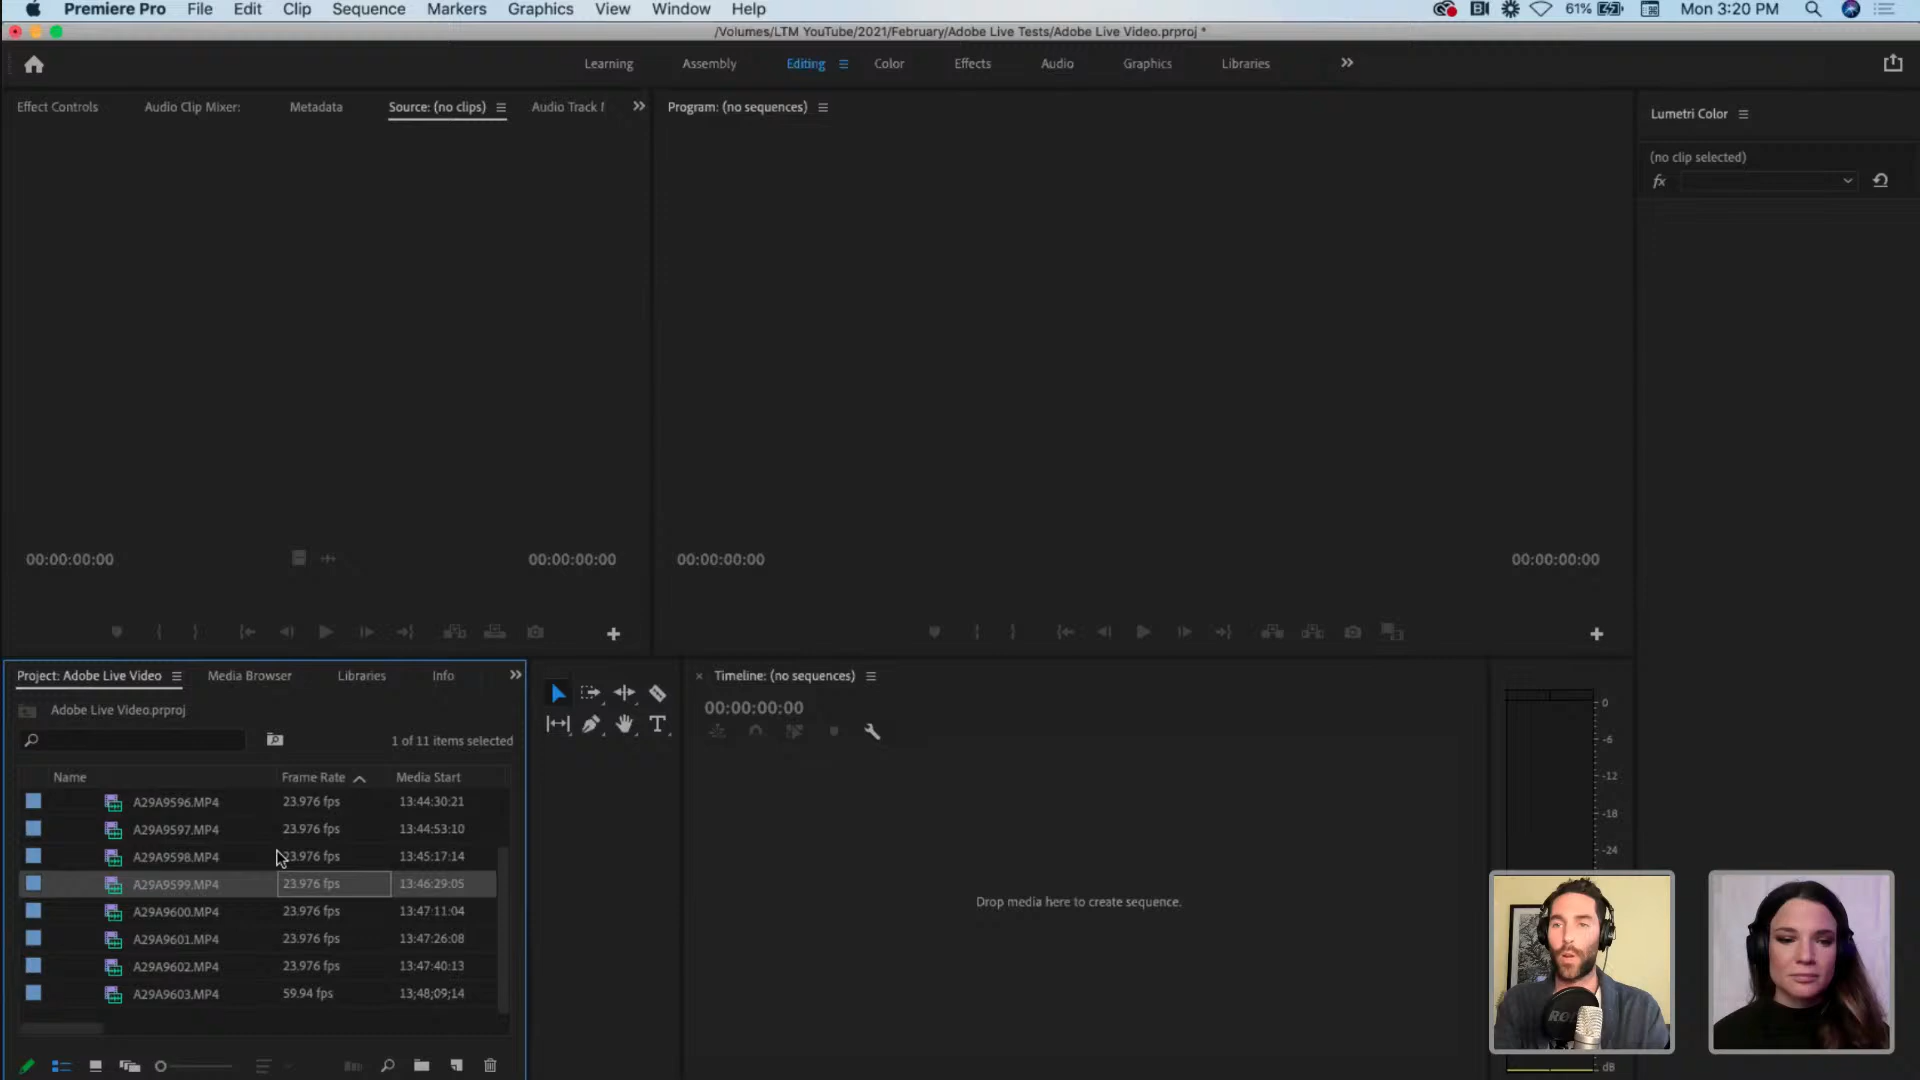 Premiere Pro File Edit Clip Sequence Markers Graphics View Window Help 61% Mon 3:20 PM
/Volumes/LTM YouTube/2021/February/Adobe Live Tests/Adobe Live Video.prproj *
Learning Assembly Editing Color Effects Audio Graphics Libraries
Effect Controls Audio Clip Mixer: Metadata Source: (no clips) Audio Track
Program: (no sequences)
Lumetri Color
(no clip selected)
fx
00:00:00:00 00:00:00:00
00:00:00:00 00:00:00:00
Project: Adobe Live Video Media Browser Libraries Info
Adobe Live Video.prproj
1 of 11 items selected
Name Frame Rate Media Start
A29A9596.MP4 23.976 fps 13:44:30:21
A29A9597.MP4 23.976 fps 13:44:53:10
A29A9598.MP4 23.976 fps 13:45:17:14
A29A9599.MP4 23.976 fps 13:46:29:05
A29A9600.MP4 23.976 fps 13:47:11:04
A29A9601.MP4 23.976 fps 13:47:26:08
A29A9602.MP4 23.976 fps 13:47:40:13
A29A9603.MP4 59.94 fps 13;48;09;14
T
Timeline: (no sequences)
00:00:00:00
Drop media here to create sequence.
0
-6
-12
-18
-24
dB